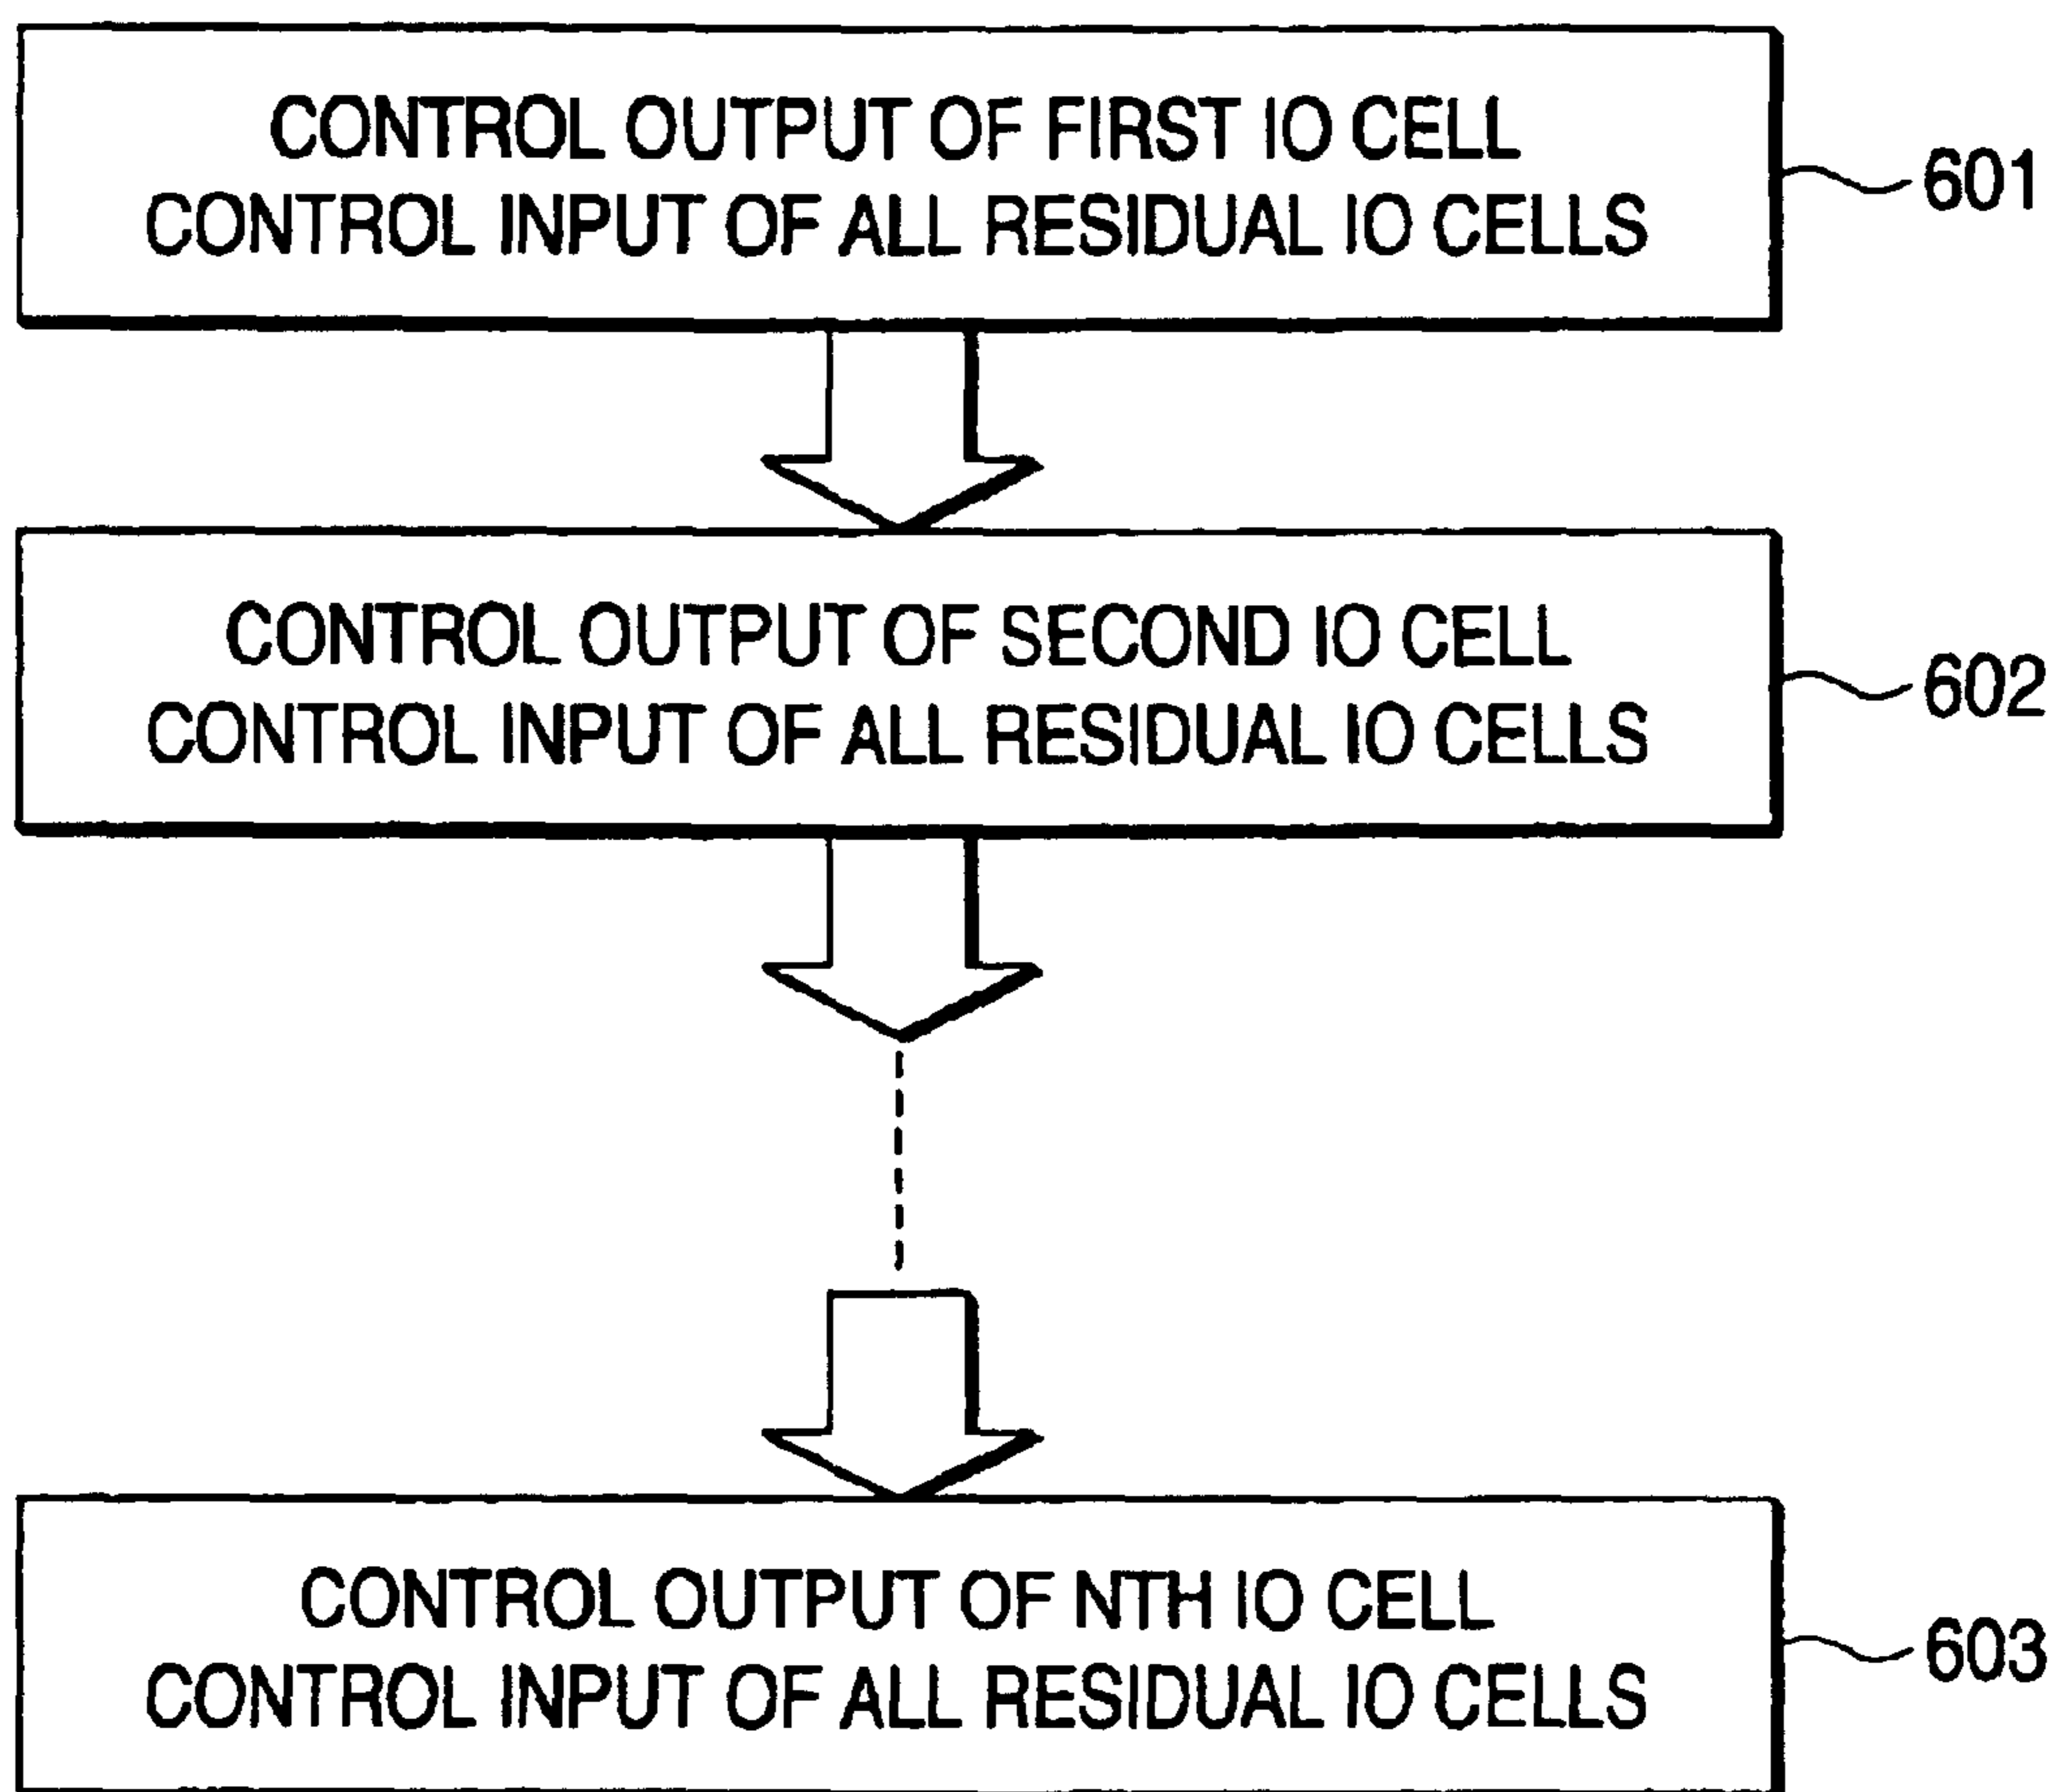 CONTROL OUTPUT OF FIRST IO CELL
CONTROL INPUT OF ALL RESIDUAL IO CELLS
601
CONTROL OUTPUT OF SECOND IO CELL
CONTROL INPUT OF ALL RESIDUAL IO CELLS
602
CONTROL OUTPUT OF NTH IO CELL
CONTROL INPUT OF ALL RESIDUAL IO CELLS
603